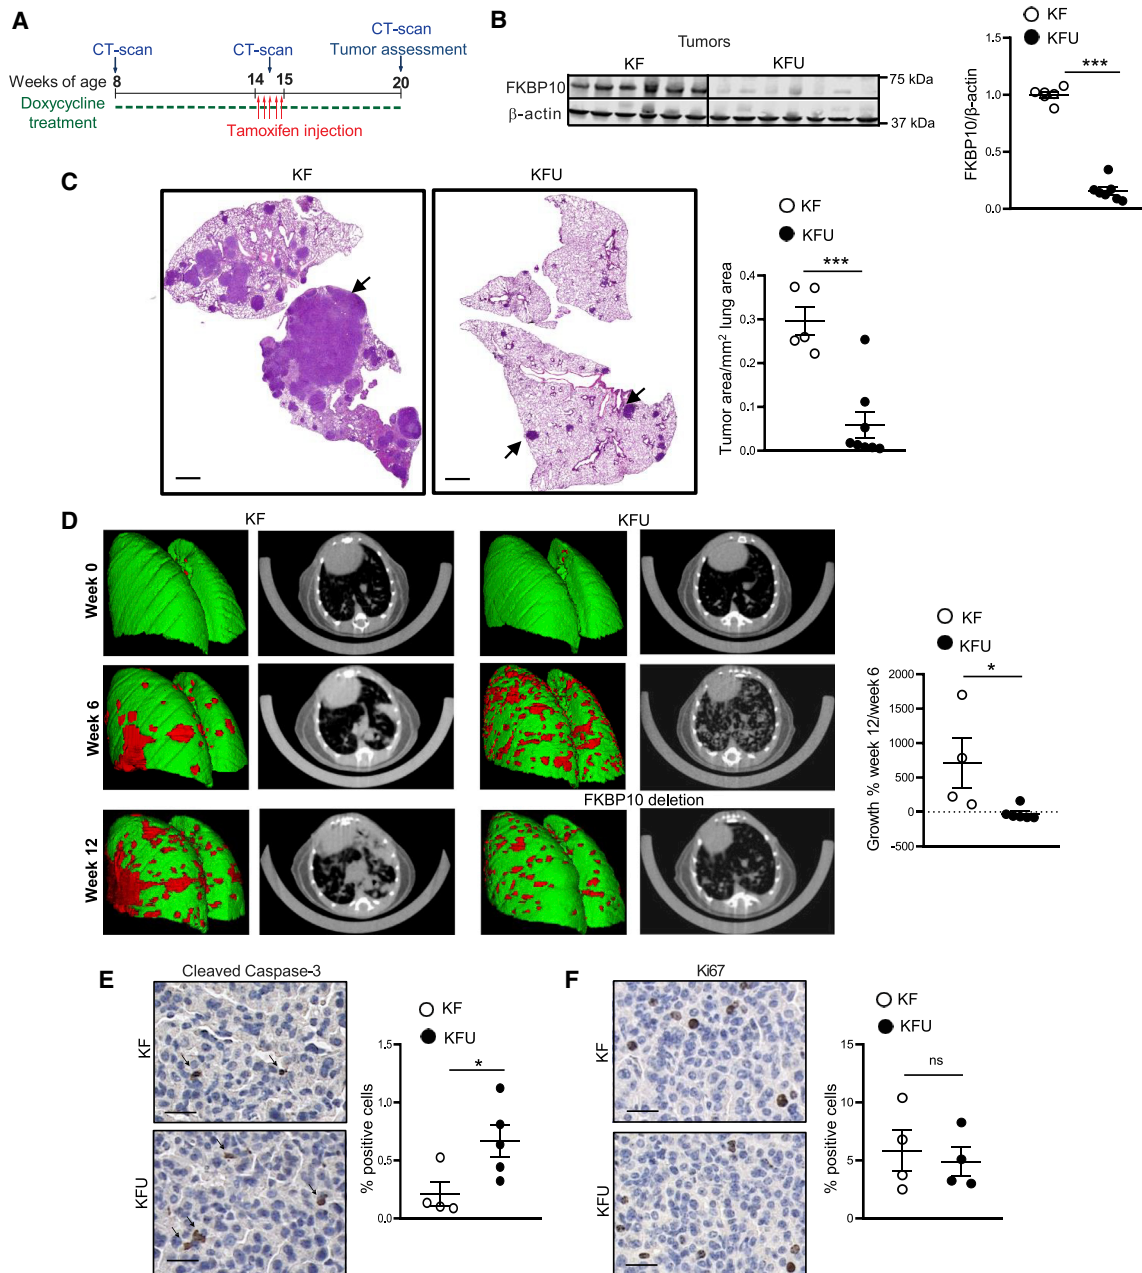 A
CT-scan
CT-scan
CT-scan
Tumor assessment
Weeks of age
8
14
15
20
Doxycycline
treatment
Tamoxifen injection
B
Tumors
KF
KFU
FKBP10
β-actin
75 kDa
37 kDa
KF
KFU
1.5
1.0
0.5
0.0
***
FKBP10/β-actin
C
KF
KFU
KF
KFU
***
0.4
0.3
0.2
0.1
0.0
Tumor area/mm² lung area
D
KF
KFU
Week 0
Week 6
FKBP10 deletion
Week 12
KF
KFU
*
2000
1500
1000
500
0
-500
Growth % week 12/week 6
E
Cleaved Caspase-3
KF
KFU
KF
KFU
*
1.5
1.0
0.5
0.0
% positive cells
F
Ki67
KF
KFU
KF
KFU
ns
15
10
5
0
% positive cells